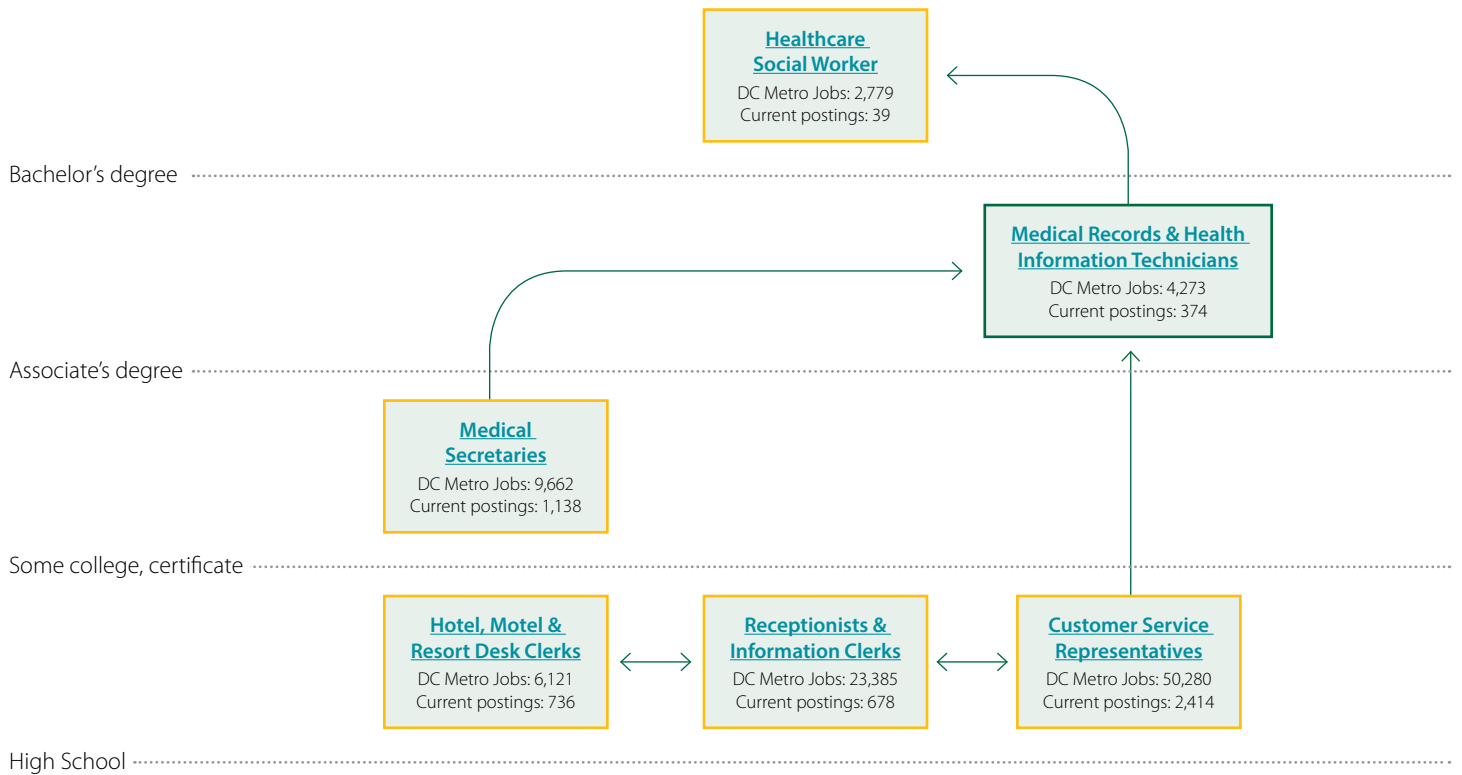 Healthcare
Social Worker
DC Metro Jobs: 2,779
Current postings: 39
Bachelor’s degree
Medical Records & Health
Information Technicians
DC Metro Jobs: 4,273
Current postings: 374
Associate’s degree
Medical
Secretaries
DC Metro Jobs: 9,662
Current postings: 1,138
Some college, certificate
Hotel, Motel &
Resort Desk Clerks
DC Metro Jobs: 6,121
Current postings: 736
Receptionists &
Information Clerks
DC Metro Jobs: 23,385
Current postings: 678
Customer Service
Representatives
DC Metro Jobs: 50,280
Current postings: 2,414
High School